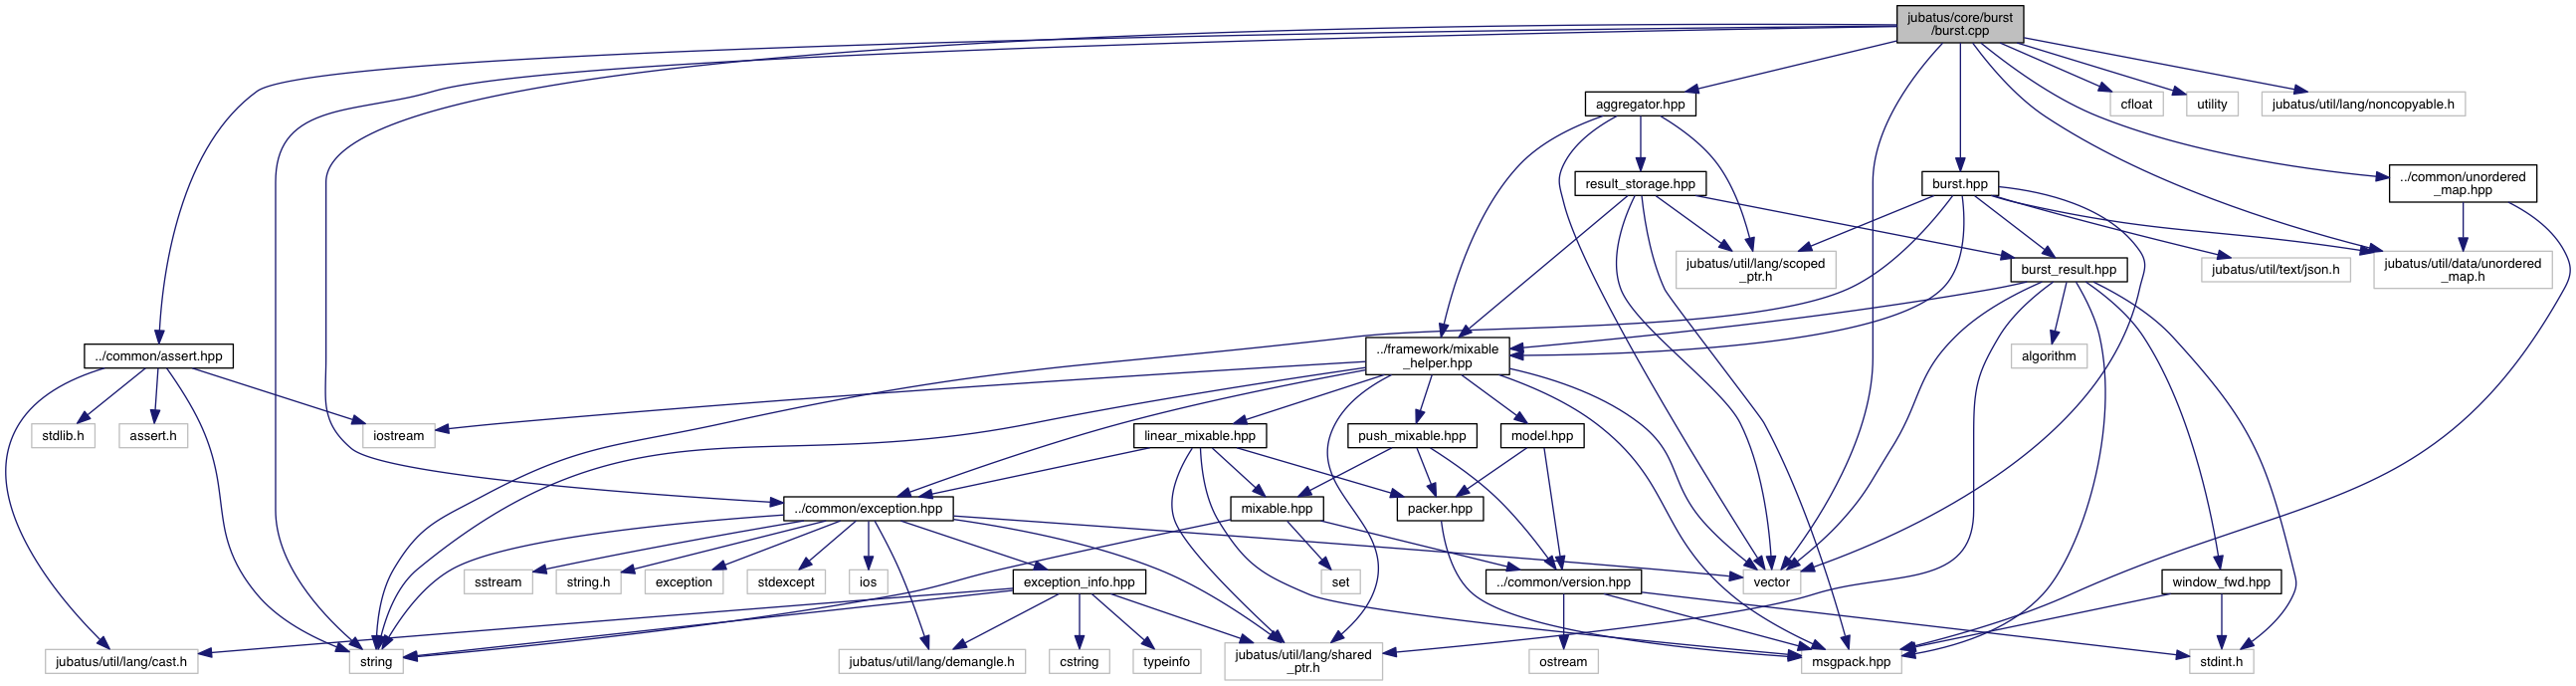 jubatus/core/burst
/burst.cpp
aggregator.hpp
cfloat
utility
jubatus/util/lang/noncopyable.h
result_storage.hpp
burst.hpp
../common/unordered
_map.hpp
jubatus/util/lang/scoped
_ptr.h
burst_result.hpp
jubatus/util/text/json.h
jubatus/util/data/unordered
_map.h
../common/assert.hpp
../framework/mixable
_helper.hpp
algorithm
stdlib.h
assert.h
iostream
linear_mixable.hpp
push_mixable.hpp
model.hpp
../common/exception.hpp
mixable.hpp
packer.hpp
sstream
string.h
exception
stdexcept
ios
exception_info.hpp
set
../common/version.hpp
vector
window_fwd.hpp
jubatus/util/lang/cast.h
string
jubatus/util/lang/demangle.h
cstring
typeinfo
jubatus/util/lang/shared
_ptr.h
ostream
msgpack.hpp
stdint.h